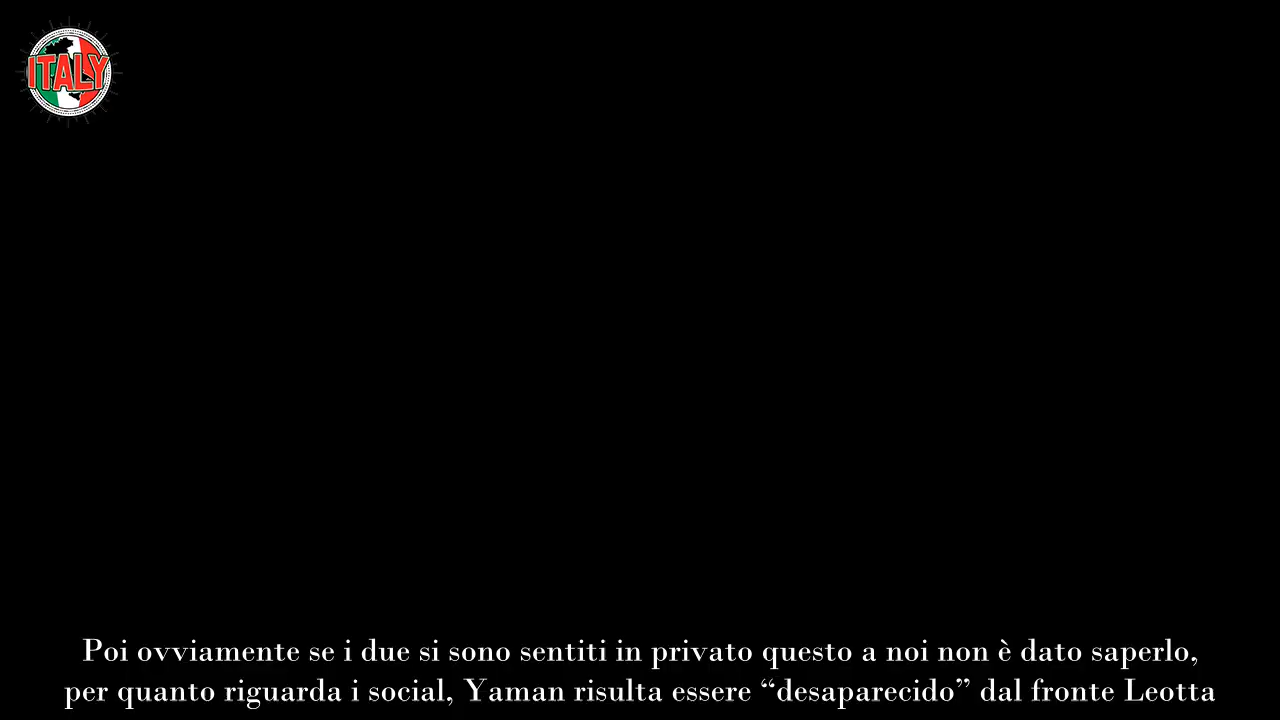 ITALY
Poi ovviamente se i due si sono sentiti in privato questo a noi non è dato saperlo,
per quanto riguarda i social, Yaman risulta essere “desaparecido” dal fronte Leotta